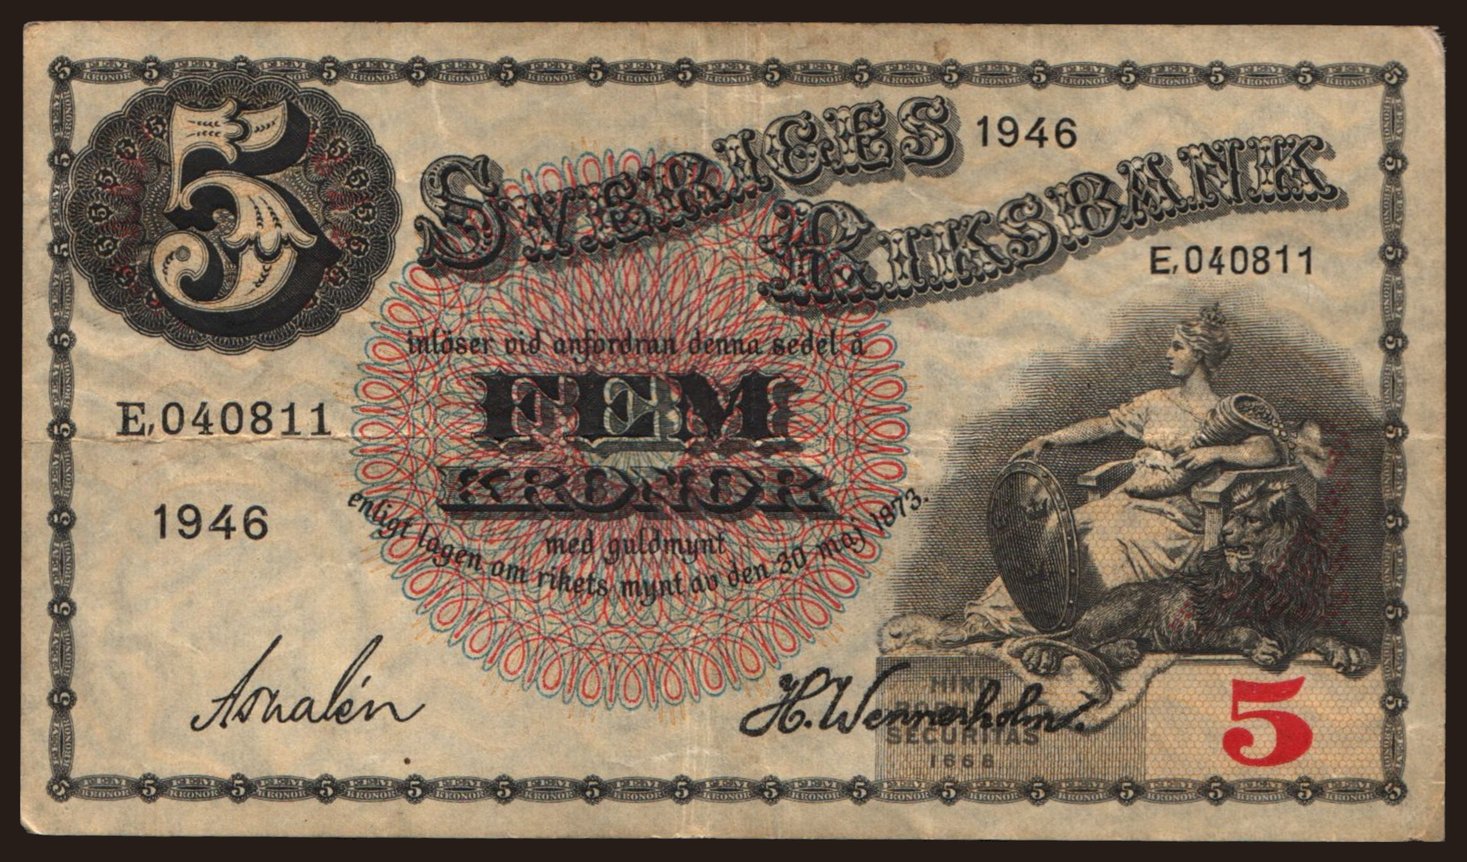 5
SVERIGES 1946
RIKSBANK
E,040811
inlöser vid anfordran denna sedel å
FEM
KRONOR
E,040811
med guldmynt
enligt lagen om rikets mynt av den 30 maj 1873.
1946
H. Wennerholm
HINC
SECURITAS
1668
5